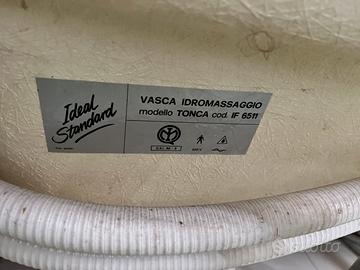 Ideal
Standard
VASCA IDROMASSAGGIO
modello TONCA cod. IF 6511
subito